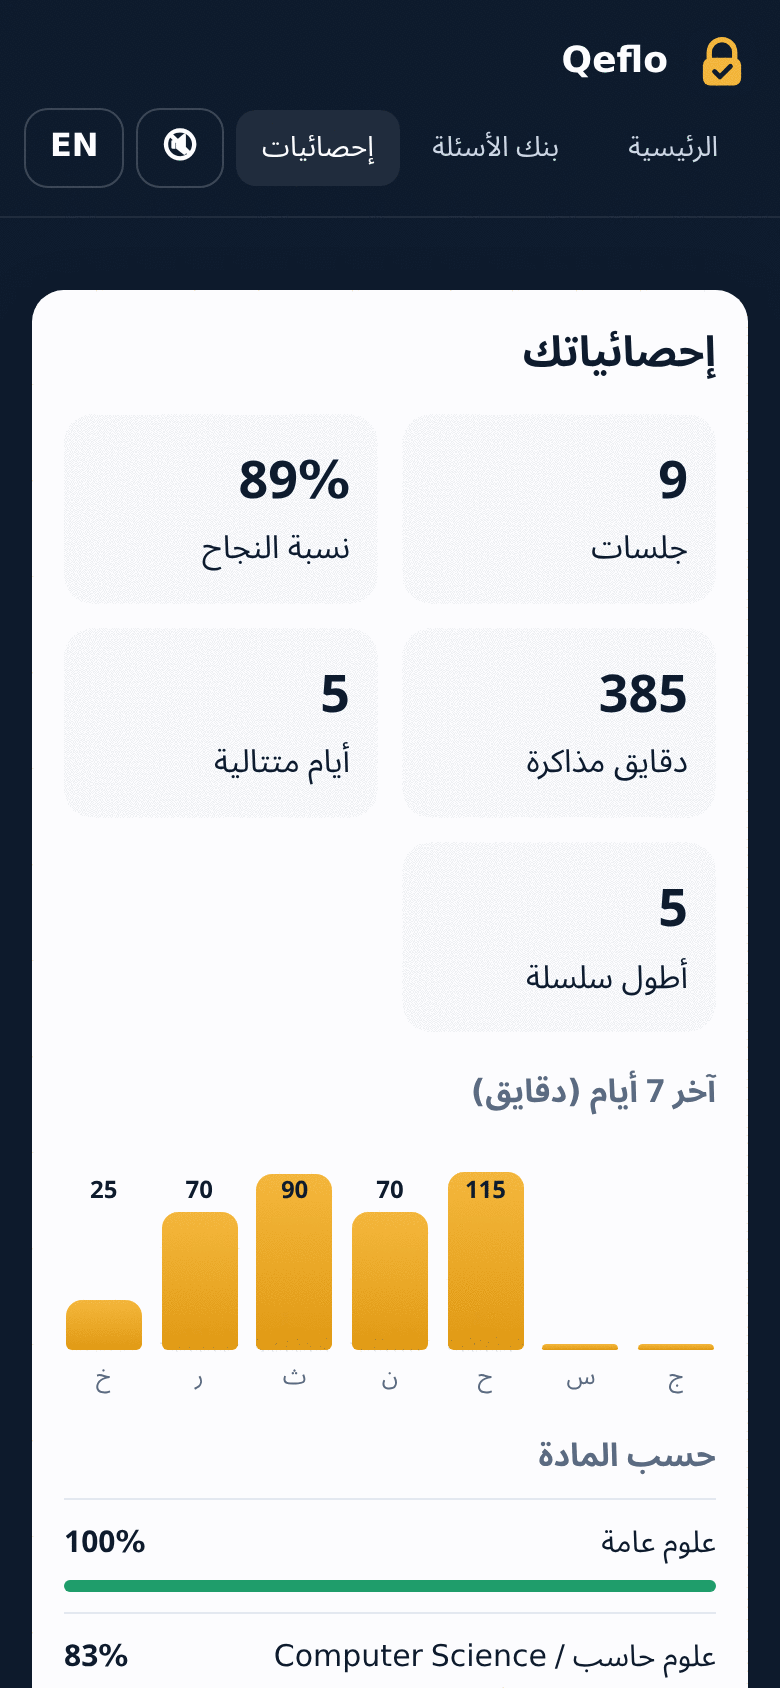 Qeflo
الرئيسية بنك الأسئلة إحصائيات EN
إحصائياتك
9
جلسات
89%
نسبة النجاح
385
دقايق مذاكرة
5
أيام متتالية
5
أطول سلسلة
آخر 7 أيام (دقايق)
115 70 90 70 25
ج س ح ن ث ر خ
حسب المادة
علوم عامة 100%
علوم حاسب / Computer Science 83%